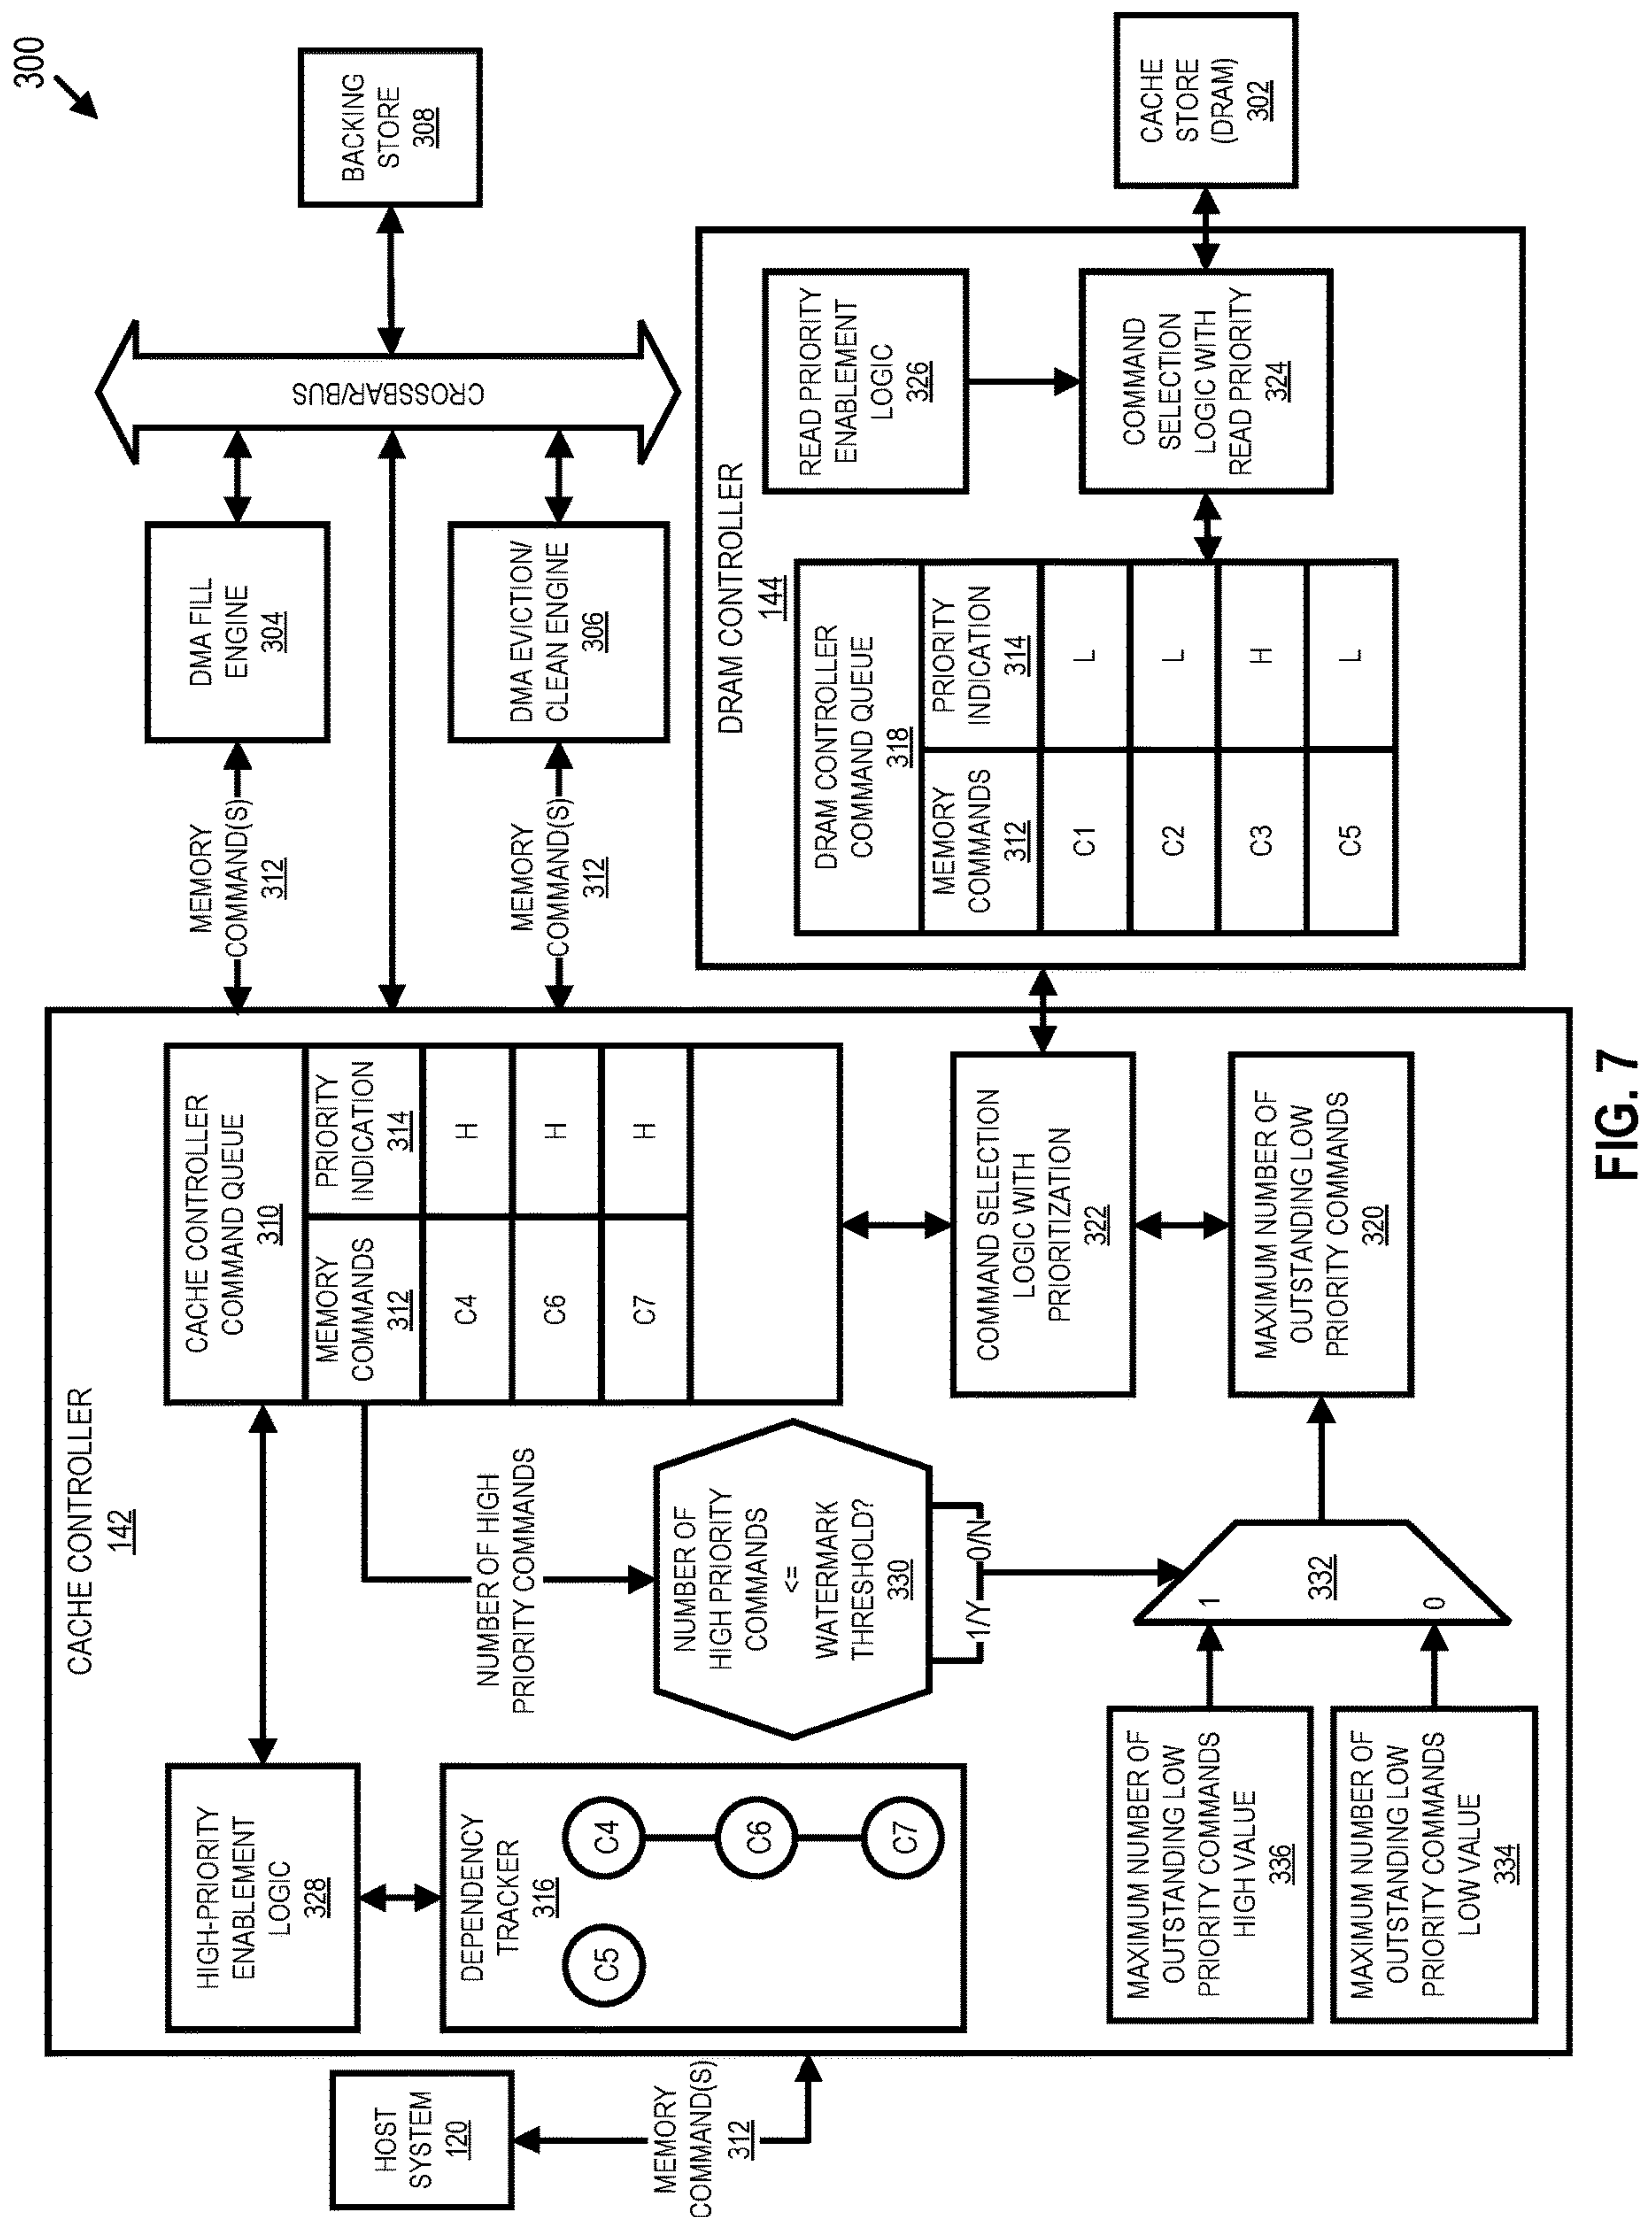 300
HOST
SYSTEM
120
MEMORY
COMMAND(S)
312
CACHE CONTROLLER
142
HIGH-PRIORITY
ENABLEMENT
LOGIC
328
DEPENDENCY
TRACKER
316
C5
C4
C6
C7
CACHE CONTROLLER
COMMAND QUEUE
310
MEMORY
COMMANDS
312
PRIORITY
INDICATION
314
C4
H
C6
H
C7
H
NUMBER OF HIGH
PRIORITY COMMANDS
NUMBER OF
HIGH PRIORITY
COMMANDS
<=
WATERMARK
THRESHOLD?
330
1/Y
0/N
MAXIMUM NUMBER OF
OUTSTANDING LOW
PRIORITY COMMANDS
HIGH VALUE
336
MAXIMUM NUMBER OF
OUTSTANDING LOW
PRIORITY COMMANDS
LOW VALUE
334
1
0
332
COMMAND SELECTION
LOGIC WITH
PRIORITIZATION
322
MAXIMUM NUMBER OF
OUTSTANDING LOW
PRIORITY COMMANDS
320
MEMORY
COMMAND(S)
312
DMA FILL
ENGINE
304
MEMORY
COMMAND(S)
312
DMA EVICTION/
CLEAN ENGINE
306
CROSSBAR/BUS
BACKING
STORE
308
DRAM CONTROLLER
144
DRAM CONTROLLER
COMMAND QUEUE
318
MEMORY
COMMANDS
312
PRIORITY
INDICATION
314
C1
L
C2
L
C3
H
C5
L
READ PRIORITY
ENABLEMENT
LOGIC
326
COMMAND
SELECTION
LOGIC WITH
READ PRIORITY
324
CACHE
STORE
(DRAM)
302
FIG. 7